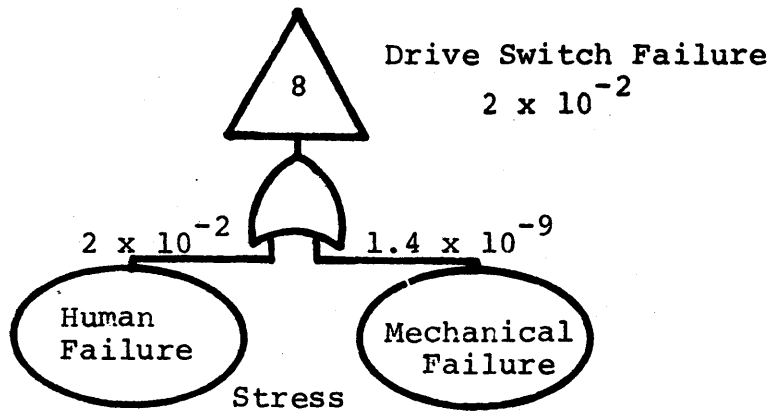 Drive Switch Failure
2 x 10⁻²
8
2 x 10⁻²
1.4 x 10⁻⁹
Human
Failure
Mechanical
Failure
Stress